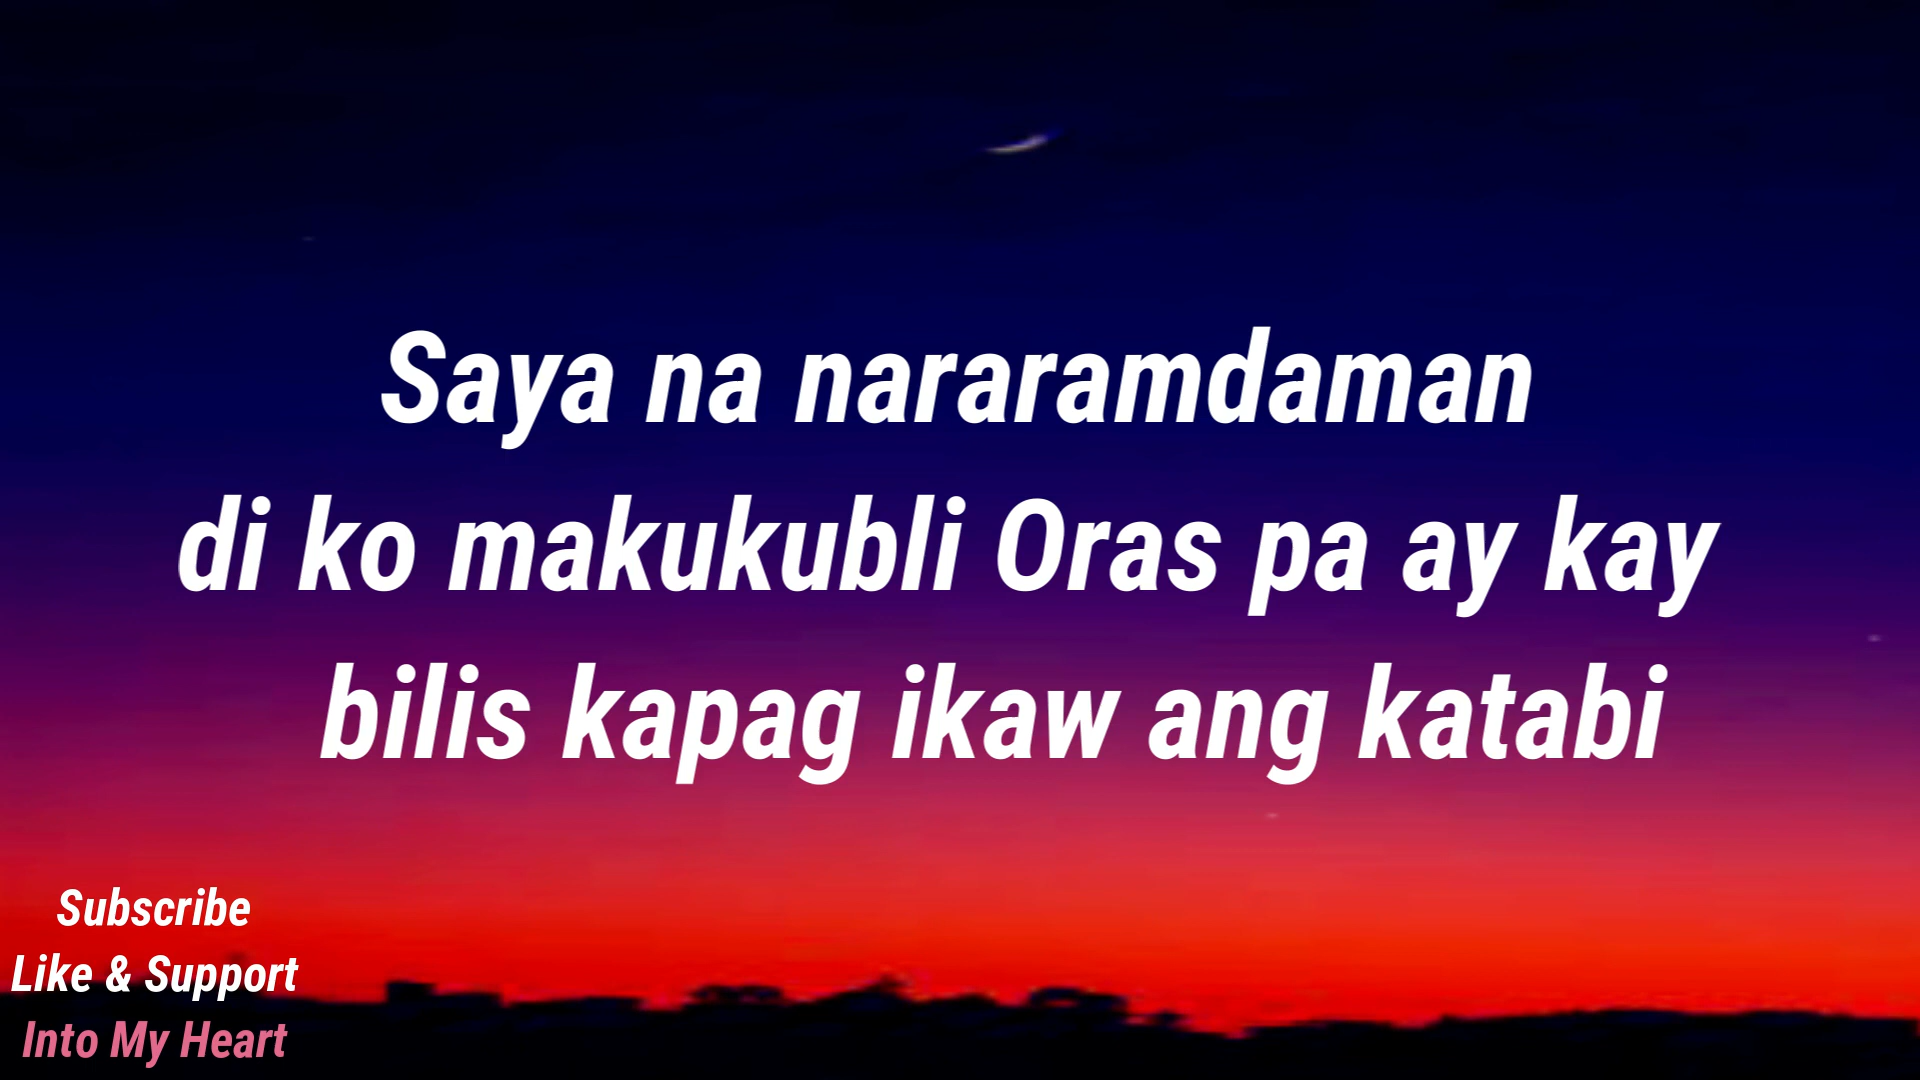 Saya na nararamdaman
di ko makukubli Oras pa ay kay
bilis kapag ikaw ang katabi
Subscribe
Like & Support
Into My Heart